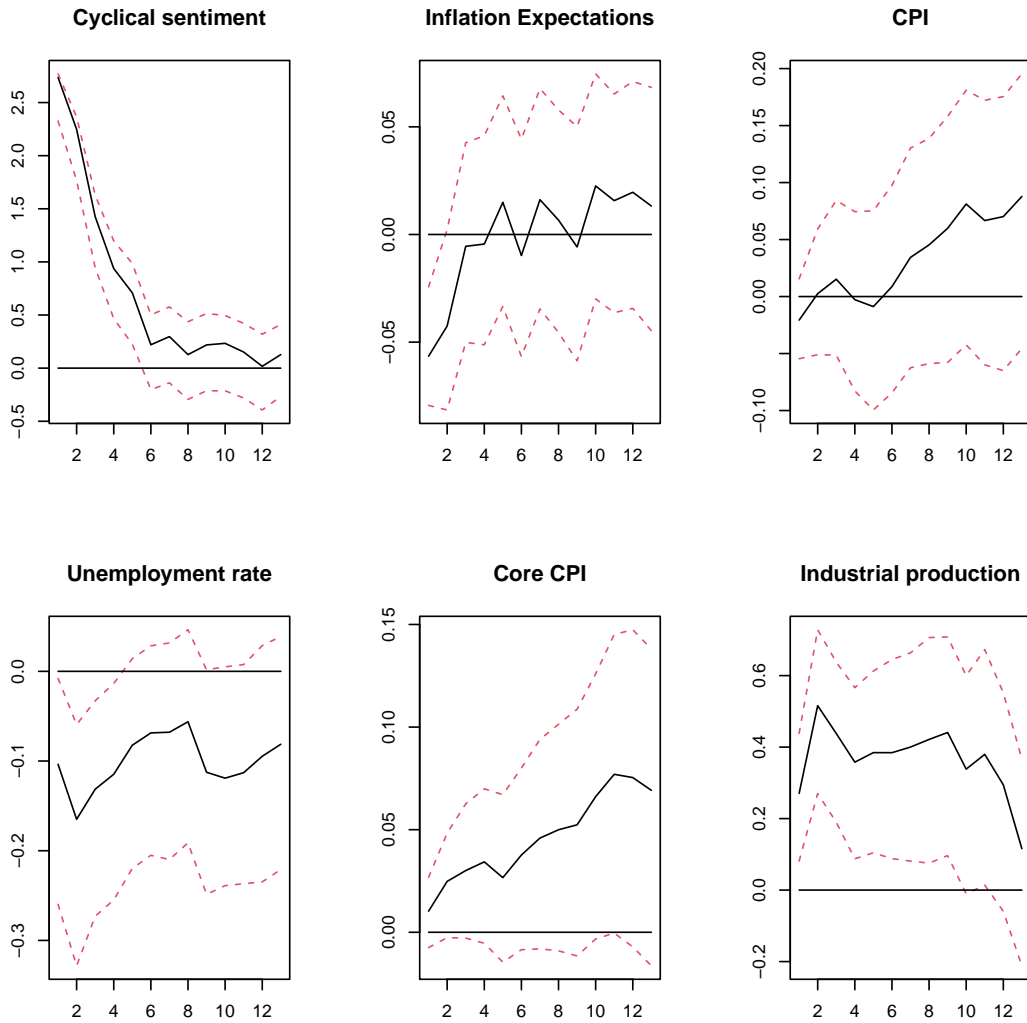 Cyclical sentiment
2.5
2.0
1.5
1.0
0.5
0.0
−0.5
2 4 6 8 10 12
Inflation Expectations
0.05
0.00
−0.05
2 4 6 8 10 12
CPI
0.20
0.15
0.10
0.05
0.00
−0.10
2 4 6 8 10 12
Unemployment rate
0.0
−0.1
−0.2
−0.3
2 4 6 8 10 12
Core CPI
0.15
0.10
0.05
0.00
2 4 6 8 10 12
Industrial production
0.6
0.4
0.2
0.0
−0.2
2 4 6 8 10 12